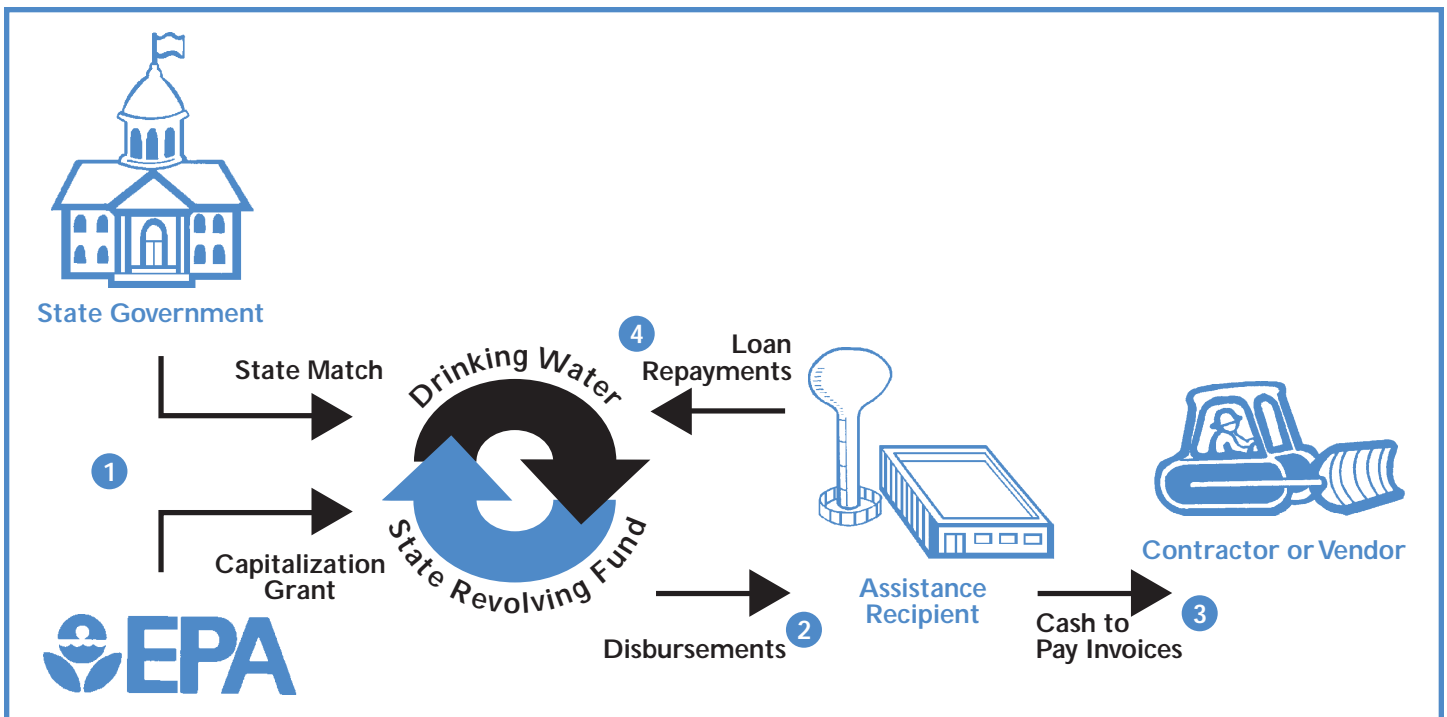 State Government
State Match
1
Capitalization
Grant
EPA
Drinking Water
State Revolving Fund
4
Loan
Repayments
Disbursements
2
Assistance
Recipient
Cash to
Pay Invoices
3
Contractor or Vendor